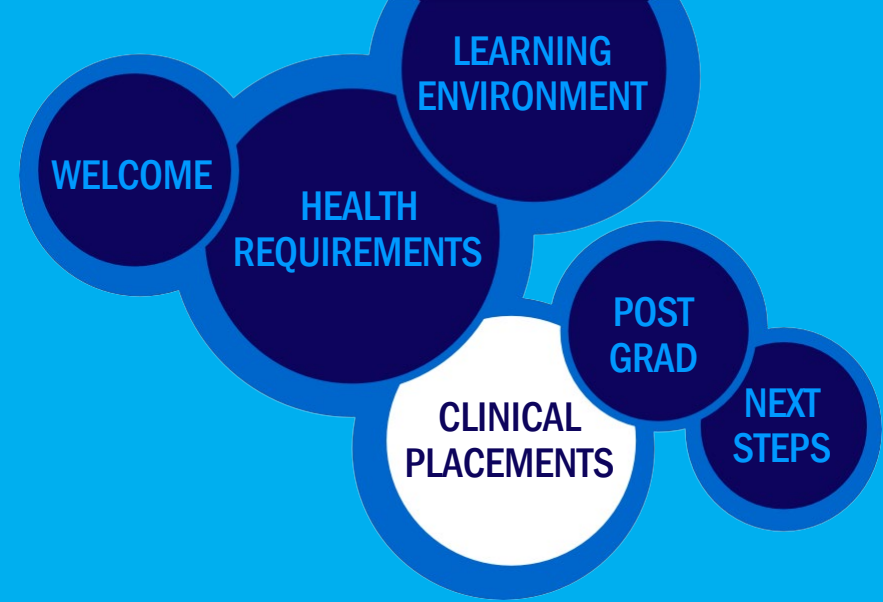 WELCOME
HEALTH
REQUIREMENTS
LEARNING
ENVIRONMENT
CLINICAL
PLACEMENTS
POST
GRAD
NEXT
STEPS